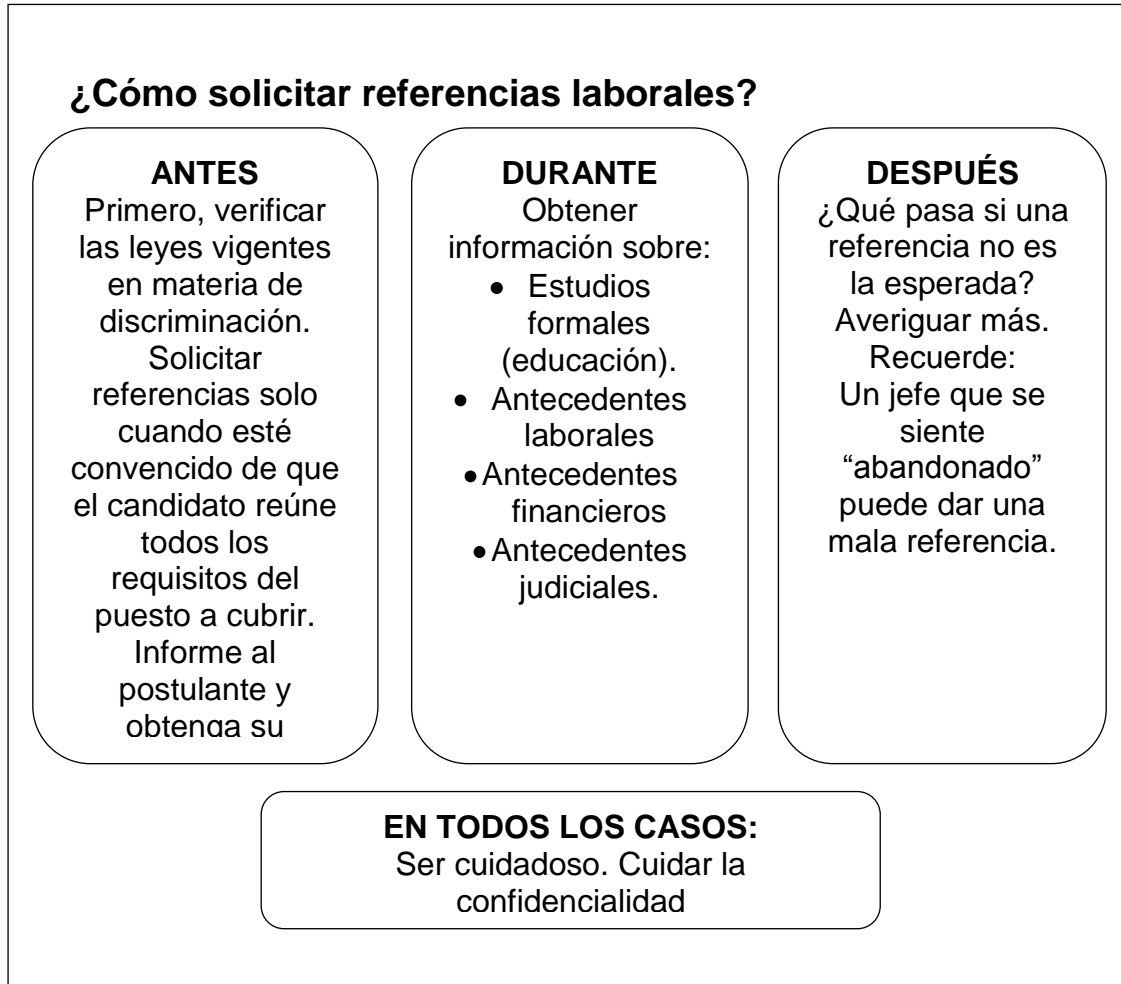 ¿Cómo solicitar referencias laborales?
ANTES
Primero, verificar
las leyes vigentes
en materia de
discriminación.
Solicitar
referencias solo
cuando esté
convencido de que
el candidato reúne
todos los
requisitos del
puesto a cubrir.
Informe al
postulante y
obtenga su
DURANTE
Obtener
información sobre:
• Estudios
formales
(educación).
• Antecedentes
laborales
• Antecedentes
financieros
• Antecedentes
judiciales.
DESPUÉS
¿Qué pasa si una
referencia no es
la esperada?
Averiguar más.
Recuerde:
Un jefe que se
siente
“abandonado”
puede dar una
mala referencia.
EN TODOS LOS CASOS:
Ser cuidadoso. Cuidar la
confidencialidad